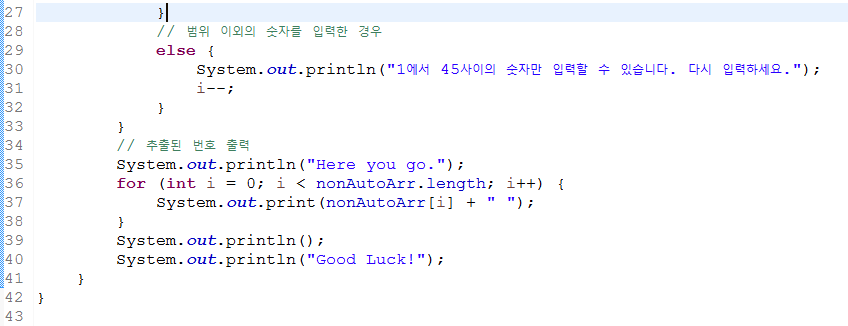 27 }
28 // 범위 이외의 숫자를 입력한 경우
29 else {
30 System.out.println("1에서 45사이의 숫자만 입력할 수 있습니다. 다시 입력하세요.");
31 i--;
32 }
33 }
34 // 추출된 번호 출력
35 System.out.println("Here you go.");
36 for (int i = 0; i < nonAutoArr.length; i++) {
37 System.out.print(nonAutoArr[i] + " ");
38 }
39 System.out.println();
40 System.out.println("Good Luck!");
41 }
42 }
43